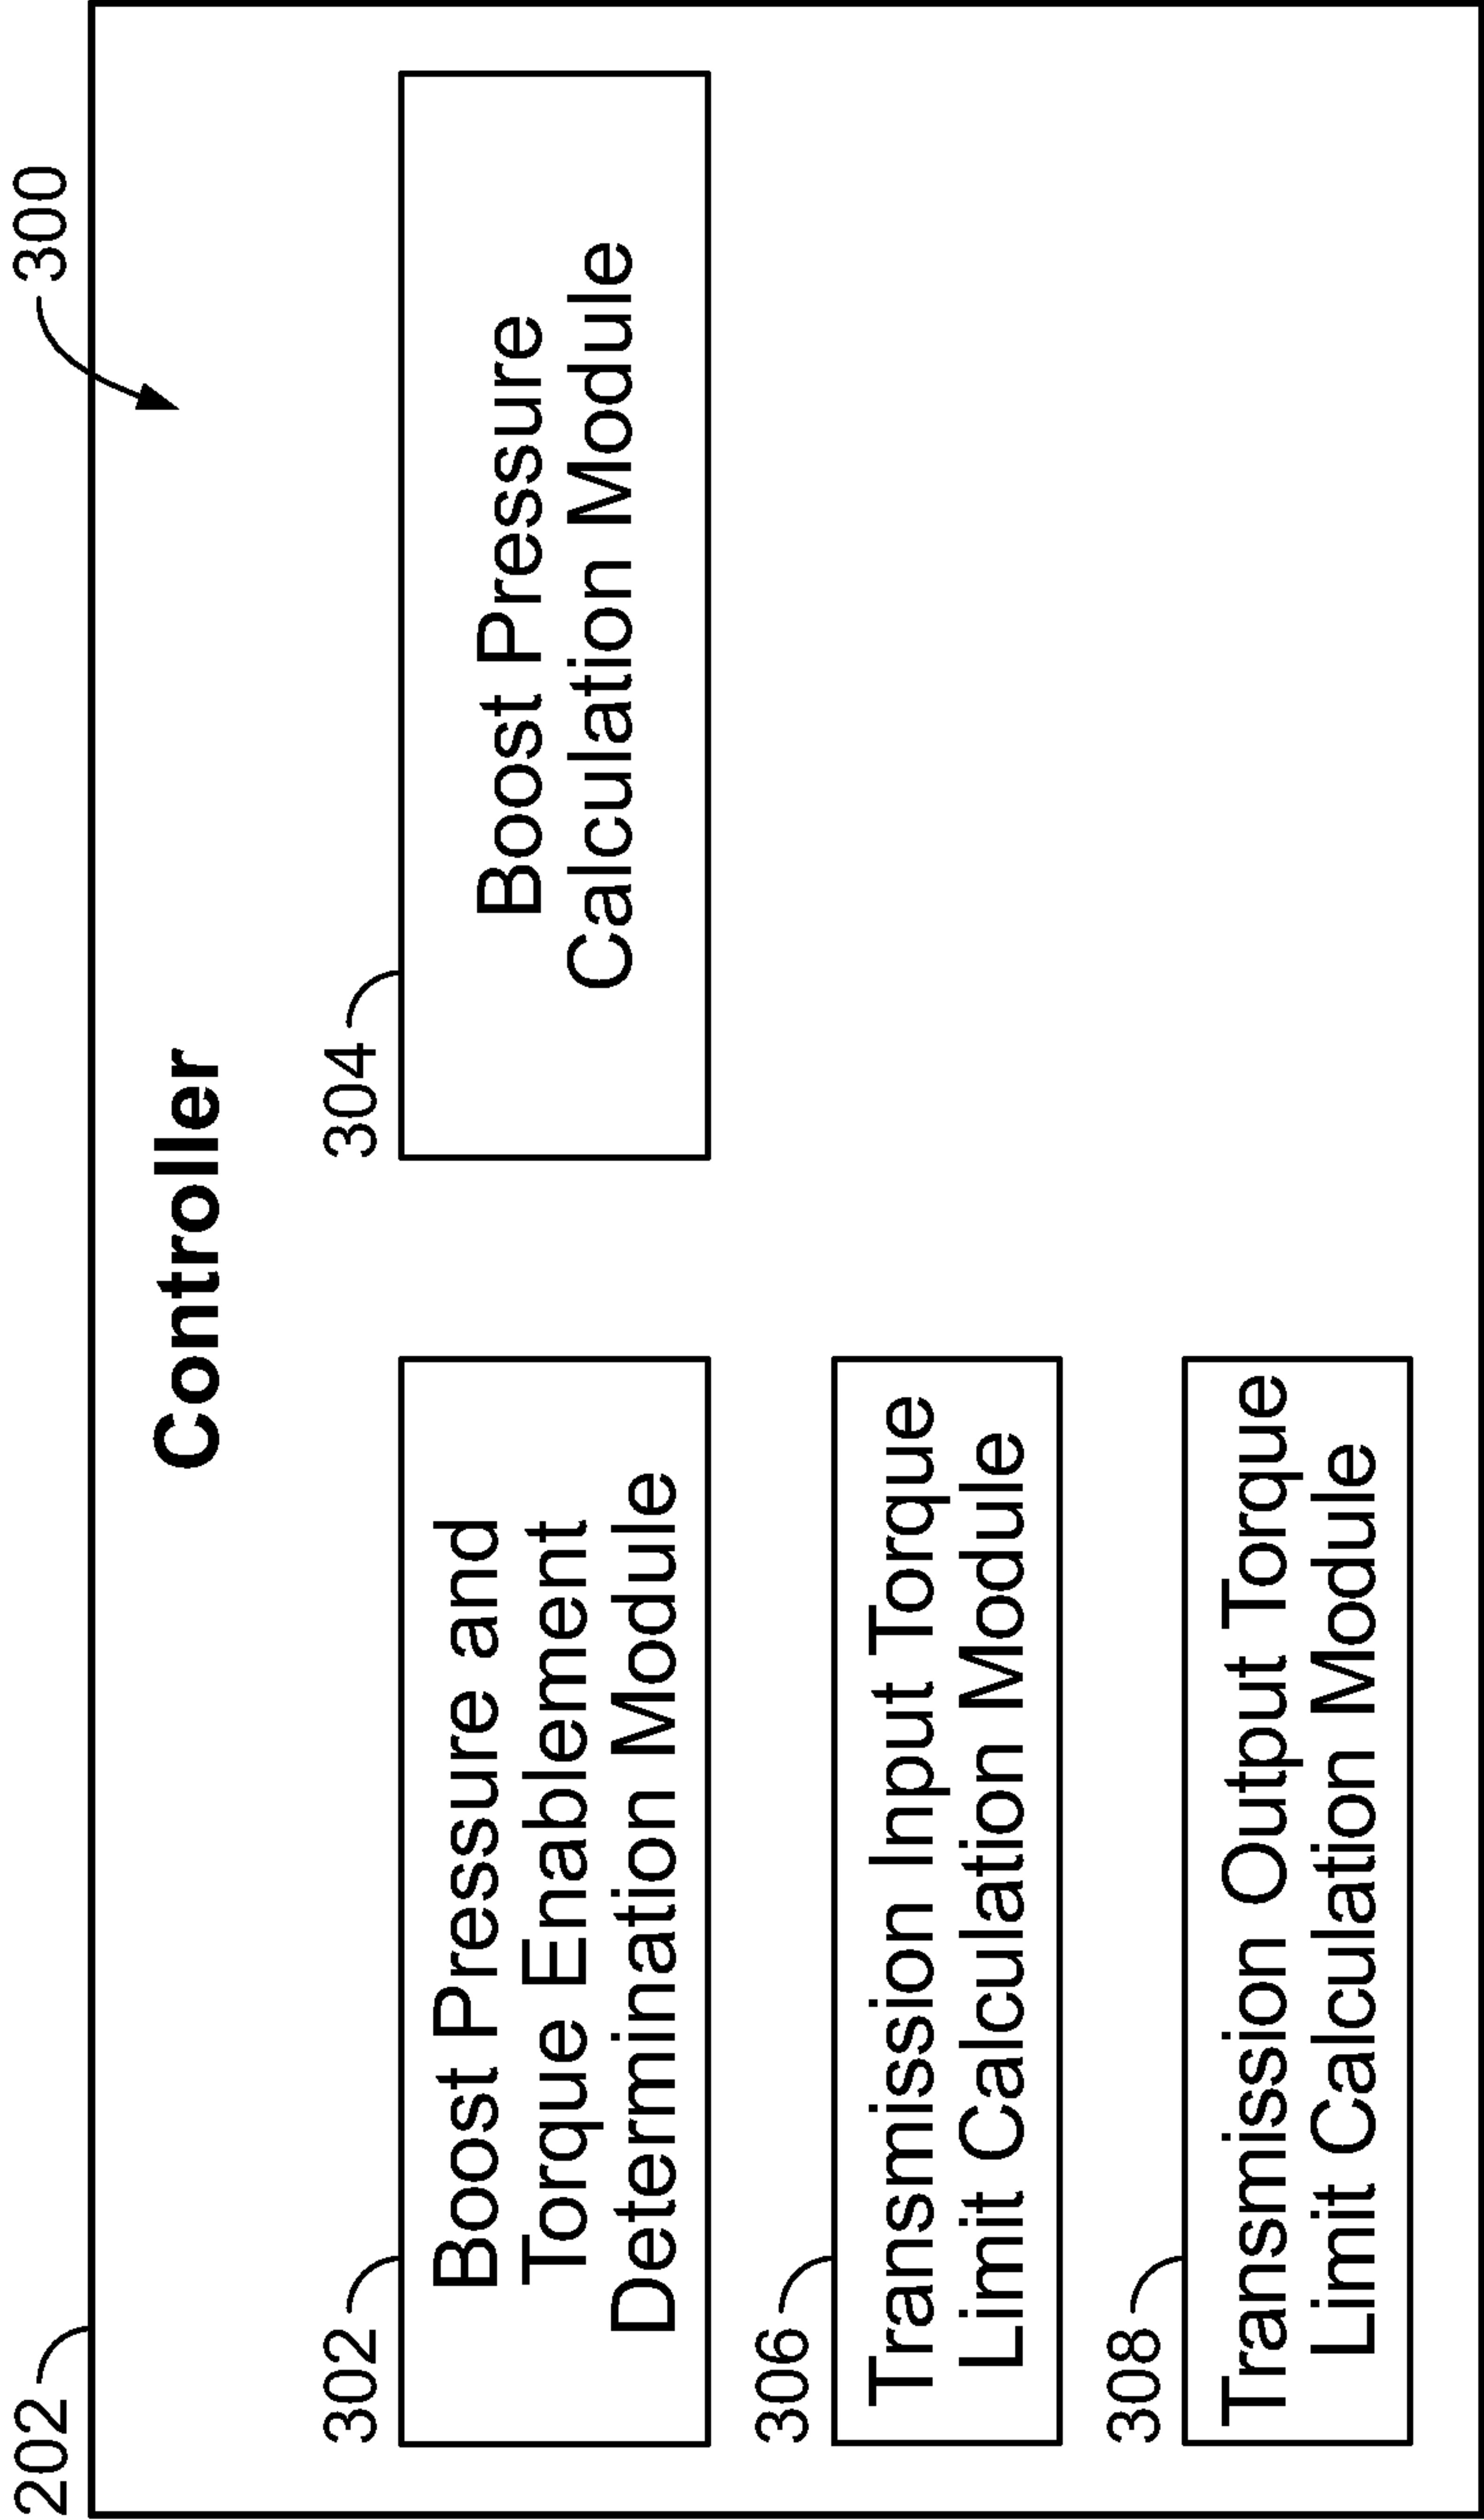 202
300
Controller
302
Boost Pressure and
Torque Enablement
Determination Module
304
Boost Pressure
Calculation Module
306
Transmission Input Torque
Limit Calculation Module
308
Transmission Output Torque
Limit Calculation Module